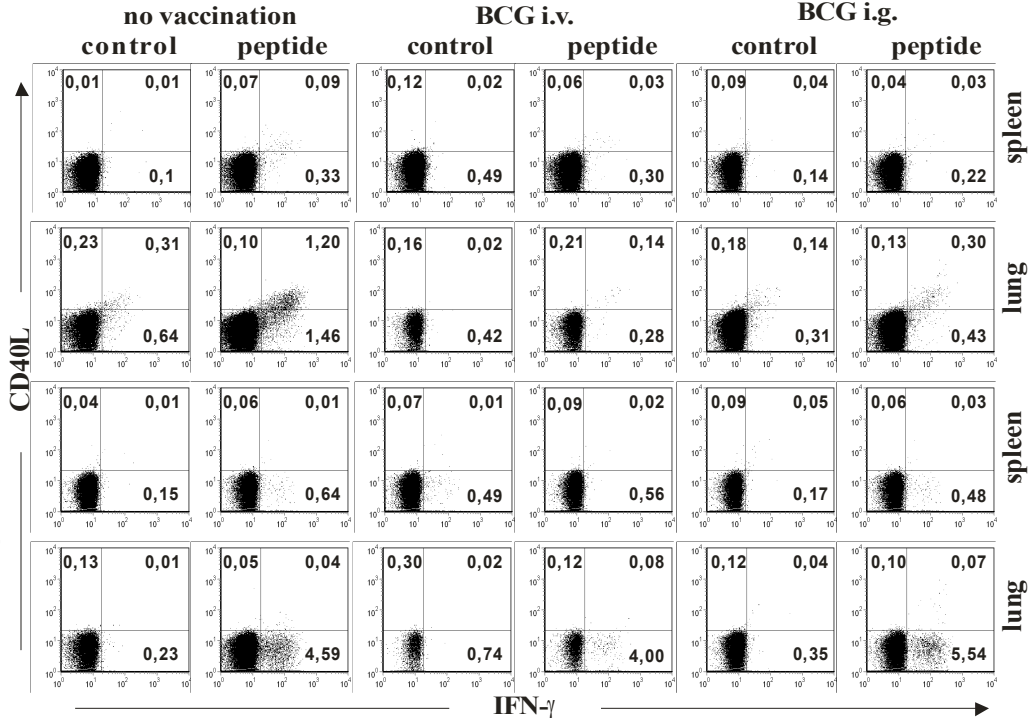 no vaccination BCG i.v. BCG i.g.
control peptide control peptide control peptide
0,01 0,01 0,07 0,09 0,12 0,02 0,06 0,03 0,09 0,04 0,04 0,03
spleen
0,1 0,33 0,49 0,30 0,14 0,22
0,23 0,31 0,10 1,20 0,16 0,02 0,21 0,14 0,18 0,14 0,13 0,30
lung
0,64 1,46 0,42 0,28 0,31 0,43
CD40L
0,04 0,01 0,06 0,01 0,07 0,01 0,09 0,02 0,09 0,05 0,06 0,03
spleen
0,15 0,64 0,49 0,56 0,17 0,48
0,13 0,01 0,05 0,04 0,30 0,02 0,12 0,08 0,12 0,04 0,10 0,07
lung
0,23 4,59 0,74 4,00 0,35 5,54
IFN-γ